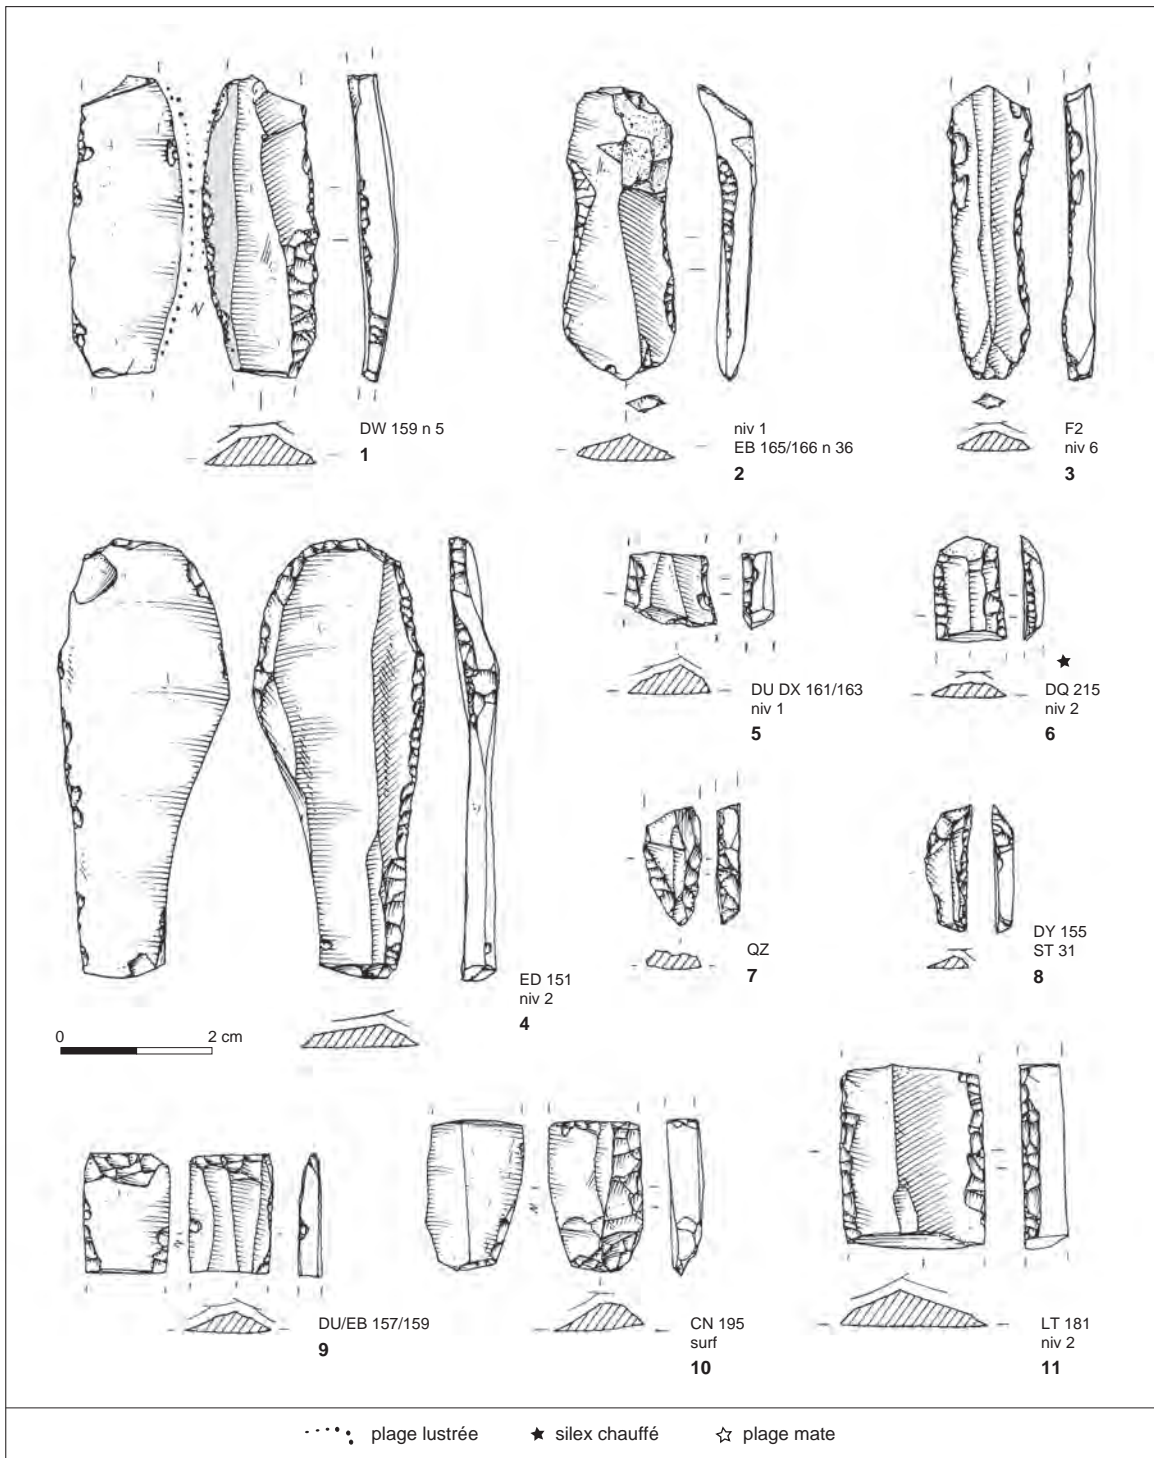 DW 159 n 5
1
niv 1
EB 165/166 n 36
2
F2
niv 6
3
ED 151
niv 2
4
DU DX 161/163
niv 1
5
DQ 215
niv 2
6
QZ
7
DY 155
ST 31
8
0 2 cm
DU/EB 157/159
9
CN 195
surf
10
LT 181
niv 2
11
plage lustrée silex chauffé plage mate